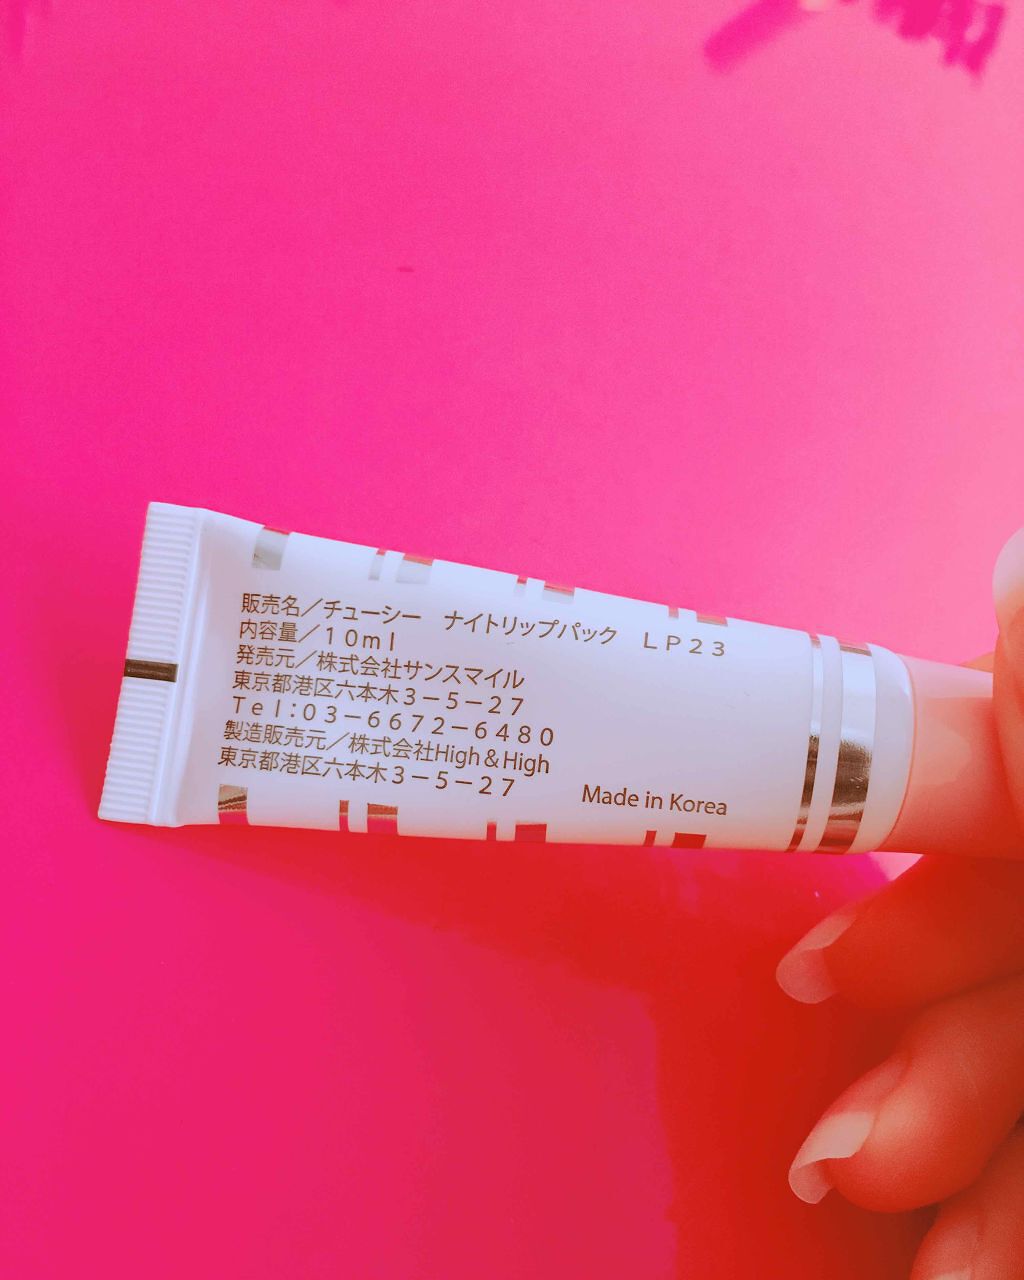 販売名／チューシー　ナイトリップパック　ＬＰ２３
内容量／１０ｍｌ
発売元／株式会社サンスマイル
東京都港区六本木３－５－２７
Ｔｅｌ：０３－６６７２－６４８０
製造販売元／株式会社High＆High
東京都港区六本木３－５－２７
Made in Korea